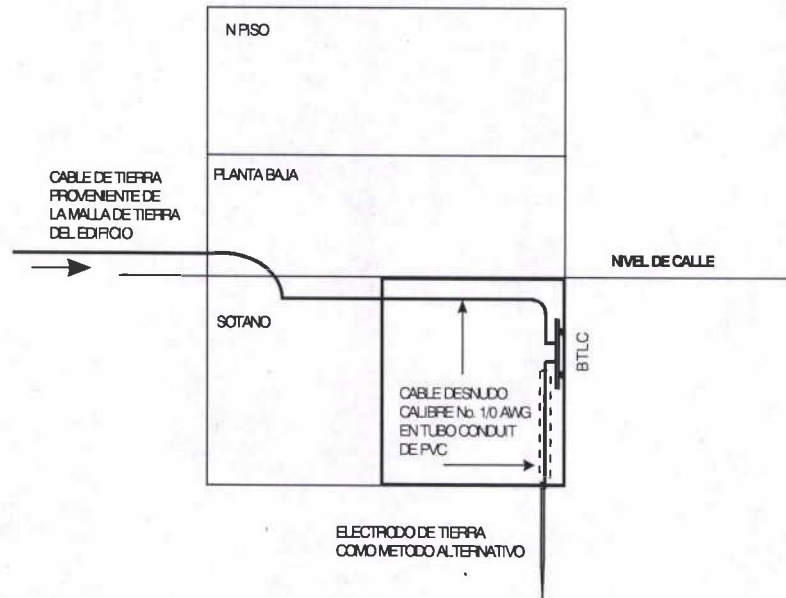 N PISO
CABLE DE TIERRA
PROVENIENTE DE
LA MALLA DE TIERRA
DEL EDIFICIO
PLANTA BAJA
NIVEL DE CALLE
SOTANO
BTLC
CABLE DESNUDO
CALIBRE No. 1/0 AWG
EN TUBO CONDUIT
DE PVC
ELECTRODO DE TIERRA
COMO METODO ALTERNATIVO